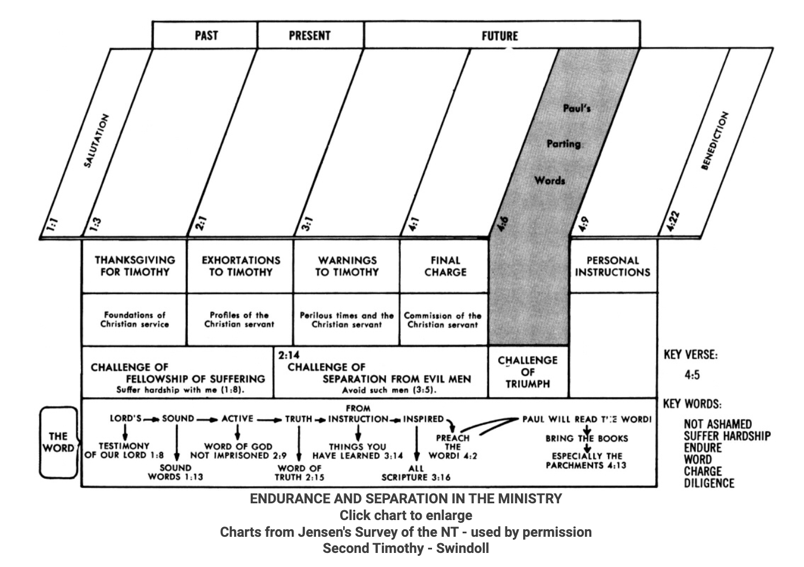 PAST
PRESENT
FUTURE
SALUTATION
Paul's
Parting
Words
BENEDICTION
1:1
1:3
2:1
3:1
4:1
4:6
4:9
4:22
THANKSGIVING
FOR TIMOTHY
EXHORTATIONS
TO TIMOTHY
WARNINGS
TO TIMOTHY
FINAL
CHARGE
PERSONAL
INSTRUCTIONS
Foundations of
Christian service
Profiles of the
Christian servant
Perilous times and the
Christian servant
Commission of the
Christian servant
CHALLENGE OF
FELLOWSHIP OF SUFFERING
Suffer hardship with me (1:8).
2:14
CHALLENGE OF
SEPARATION FROM EVIL MEN
Avoid such men (3:5).
CHALLENGE
OF
TRIUMPH
KEY VERSE:
4:5
KEY WORDS:
NOT ASHAMED
SUFFER HARDSHIP
ENDURE
WORD
CHARGE
DILIGENCE
THE
WORD
LORD'S
SOUND
ACTIVE
TRUTH
FROM
INSTRUCTION
INSPIRED
PAUL WILL READ THE WORD!
TESTIMONY
OF OUR LORD 1:8
SOUND
WORDS 1:13
WORD OF GOD
NOT IMPRISONED 2:9
WORD OF
TRUTH 2:15
THINGS YOU
HAVE LEARNED 3:14
ALL
SCRIPTURE 3:16
PREACH
THE
WORD! 4:2
BRING THE BOOKS
ESPECIALLY THE
PARCHMENTS 4:13
ENDURANCE AND SEPARATION IN THE MINISTRY
Click chart to enlarge
Charts from Jensen's Survey of the NT - used by permission
Second Timothy - Swindoll